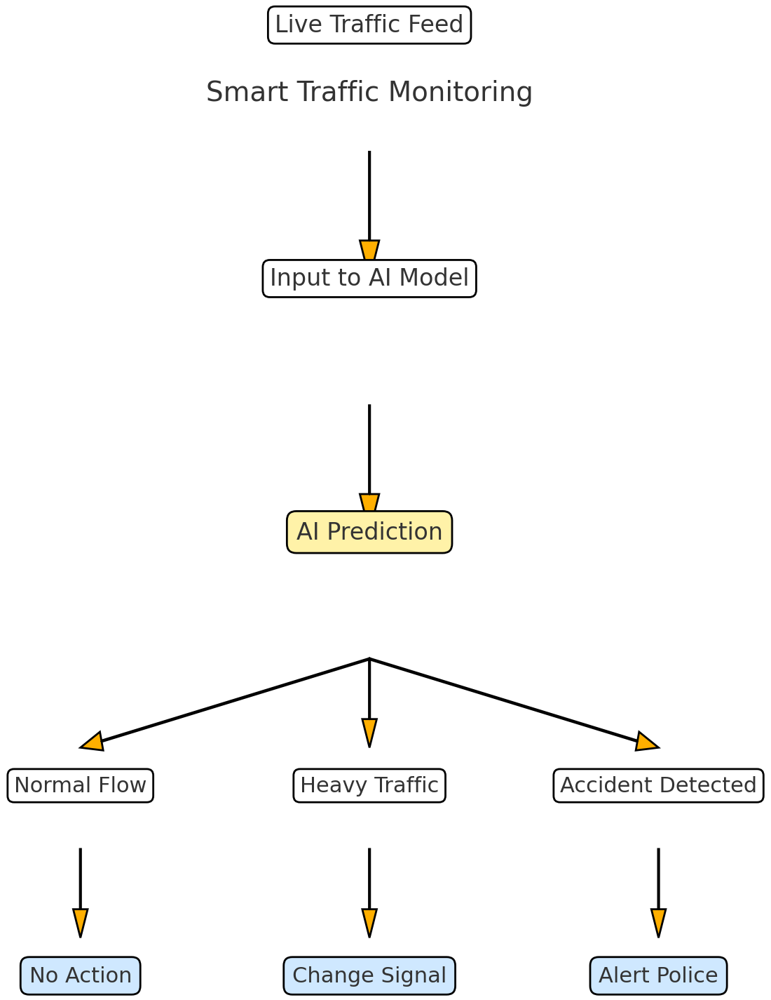 Live Traffic Feed
Smart Traffic Monitoring
Input to AI Model
AI Prediction
Normal Flow
Heavy Traffic
Accident Detected
No Action
Change Signal
Alert Police